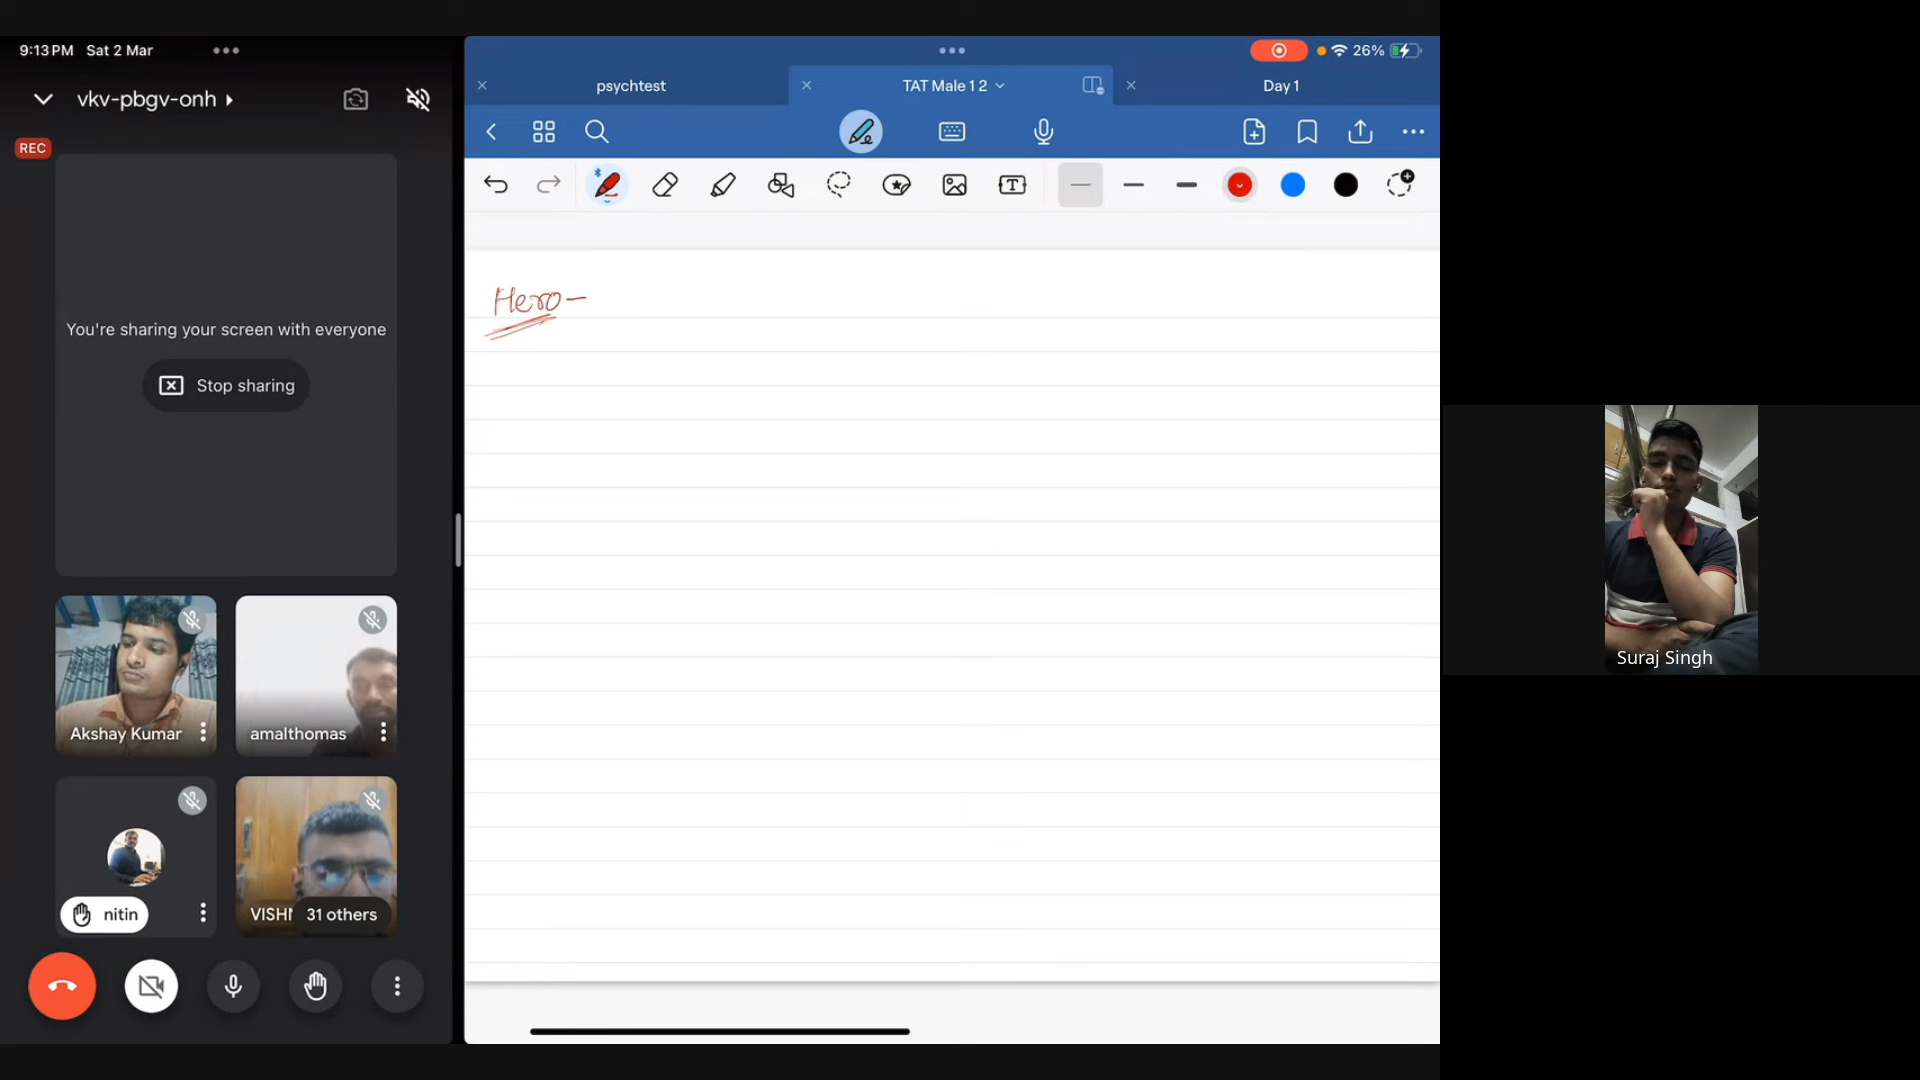 9:13 PM Sat 2 Mar
26%
vkv-pbgv-onh
REC
You're sharing your screen with everyone
Stop sharing
Akshay Kumar
amalthomas
nitin
VISHN
31 others
psychtest
TAT Male 1 2
Day 1
T
Hero-
Suraj Singh